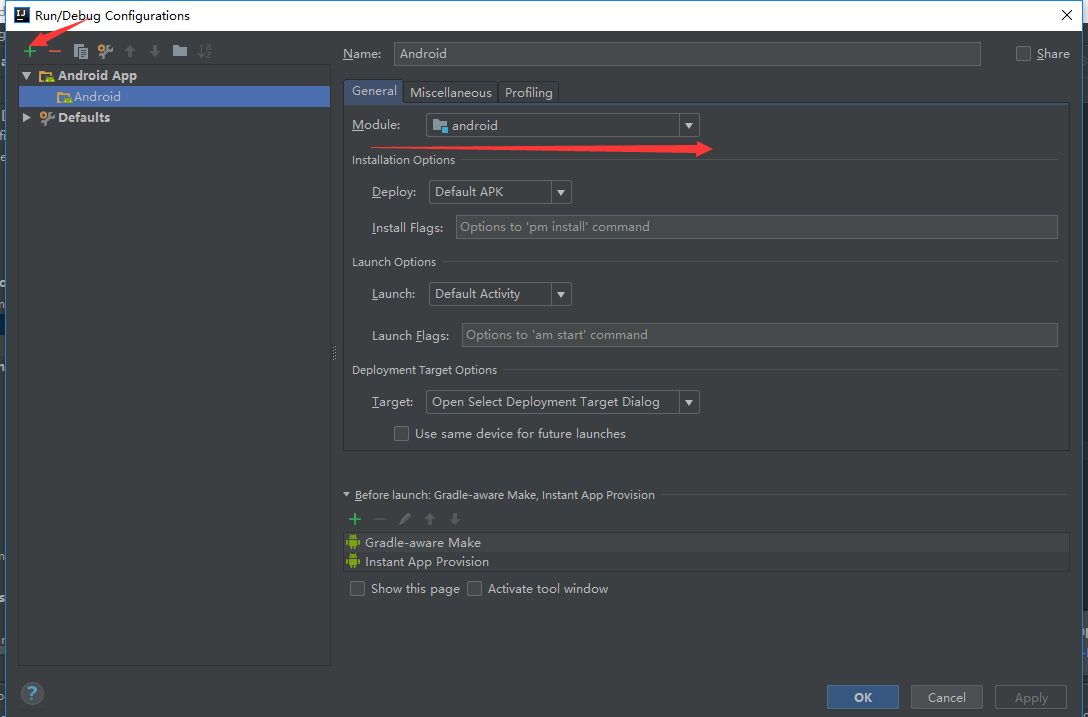 Run/Debug Configurations
Name: Android Share
Android App
Android
Defaults
General Miscellaneous Profiling
Module: android
Installation Options
Deploy: Default APK
Install Flags: Options to 'pm install' command
Launch Options
Launch: Default Activity
Launch Flags: Options to 'am start' command
Deployment Target Options
Target: Open Select Deployment Target Dialog
Use same device for future launches
Before launch: Gradle-aware Make, Instant App Provision
Gradle-aware Make
Instant App Provision
Show this page Activate tool window
OK Cancel Apply